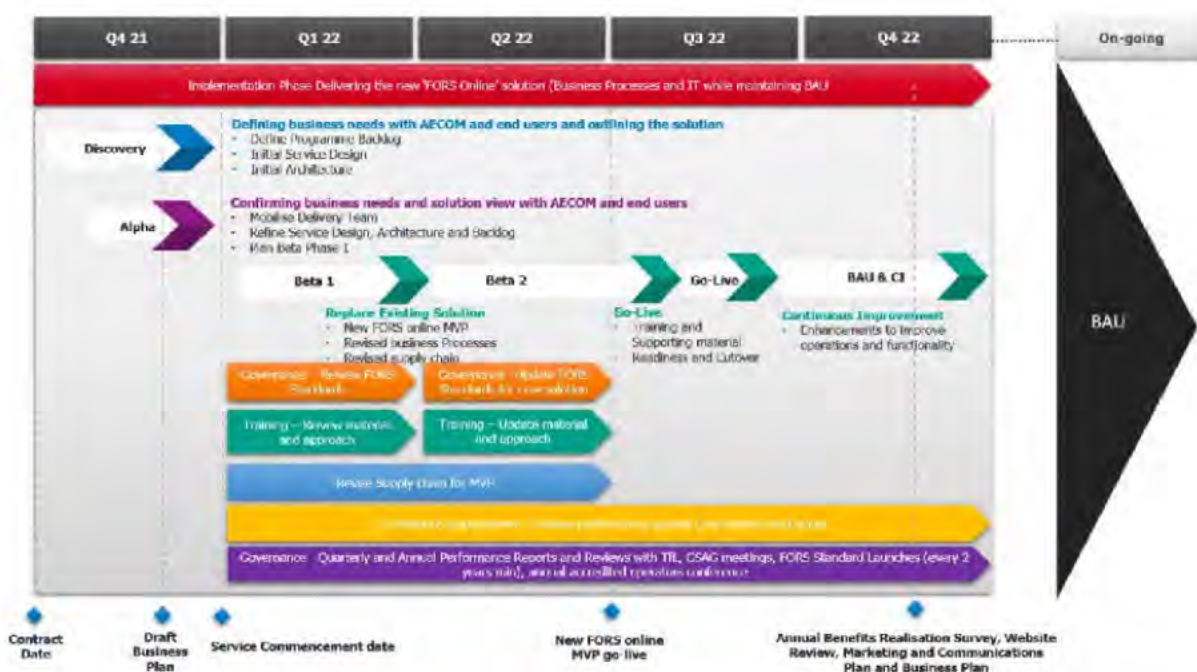 Q4 21
Q1 22
Q2 22
Q3 22
Q4 22
On-going
Implementation Phase Delivering the new 'FORS Online' solution (Business Processes and IT while maintaining BAU
Discovery
Defining business needs with AECOM and end users and outlining the solution
• Define Programme Backlog
• Initial Service Design
• Initial Architecture
Alpha
Confirming business needs and solution view with AECOM and end users
• Mobilise Delivery Team
• Refine Service Design, Architecture and Backlog
• Plan Beta Phase 1
Beta 1
Beta 2
Go-Live
BAU & CI
BAU
Replace Existing Solution
• New FORS online MVP
• Revised business Processes
• Revised supply chain
Go-Live
• Training and
Supporting material
• Readiness and Cutover
Continuous Improvement
• Enhancements to improve
operations and functionality
Governance – Review FORS
Standards
Governance – Update FORS
Standards for new solution
Training – Review material
and approach
Training – Update material
and approach
Revise Supply chain for MVP
Governance - Quarterly and Annual Performance Reports and Reviews with TfL, GSAG meetings, FORS Standard Launches (every 2
years min), annual accredited operators conference
Contract
Date
Draft
Business
Plan
Service Commencement date
New FORS online
MVP go-live
Annual Benefits Realisation Survey, Website
Review, Marketing and Communications
Plan and Business Plan